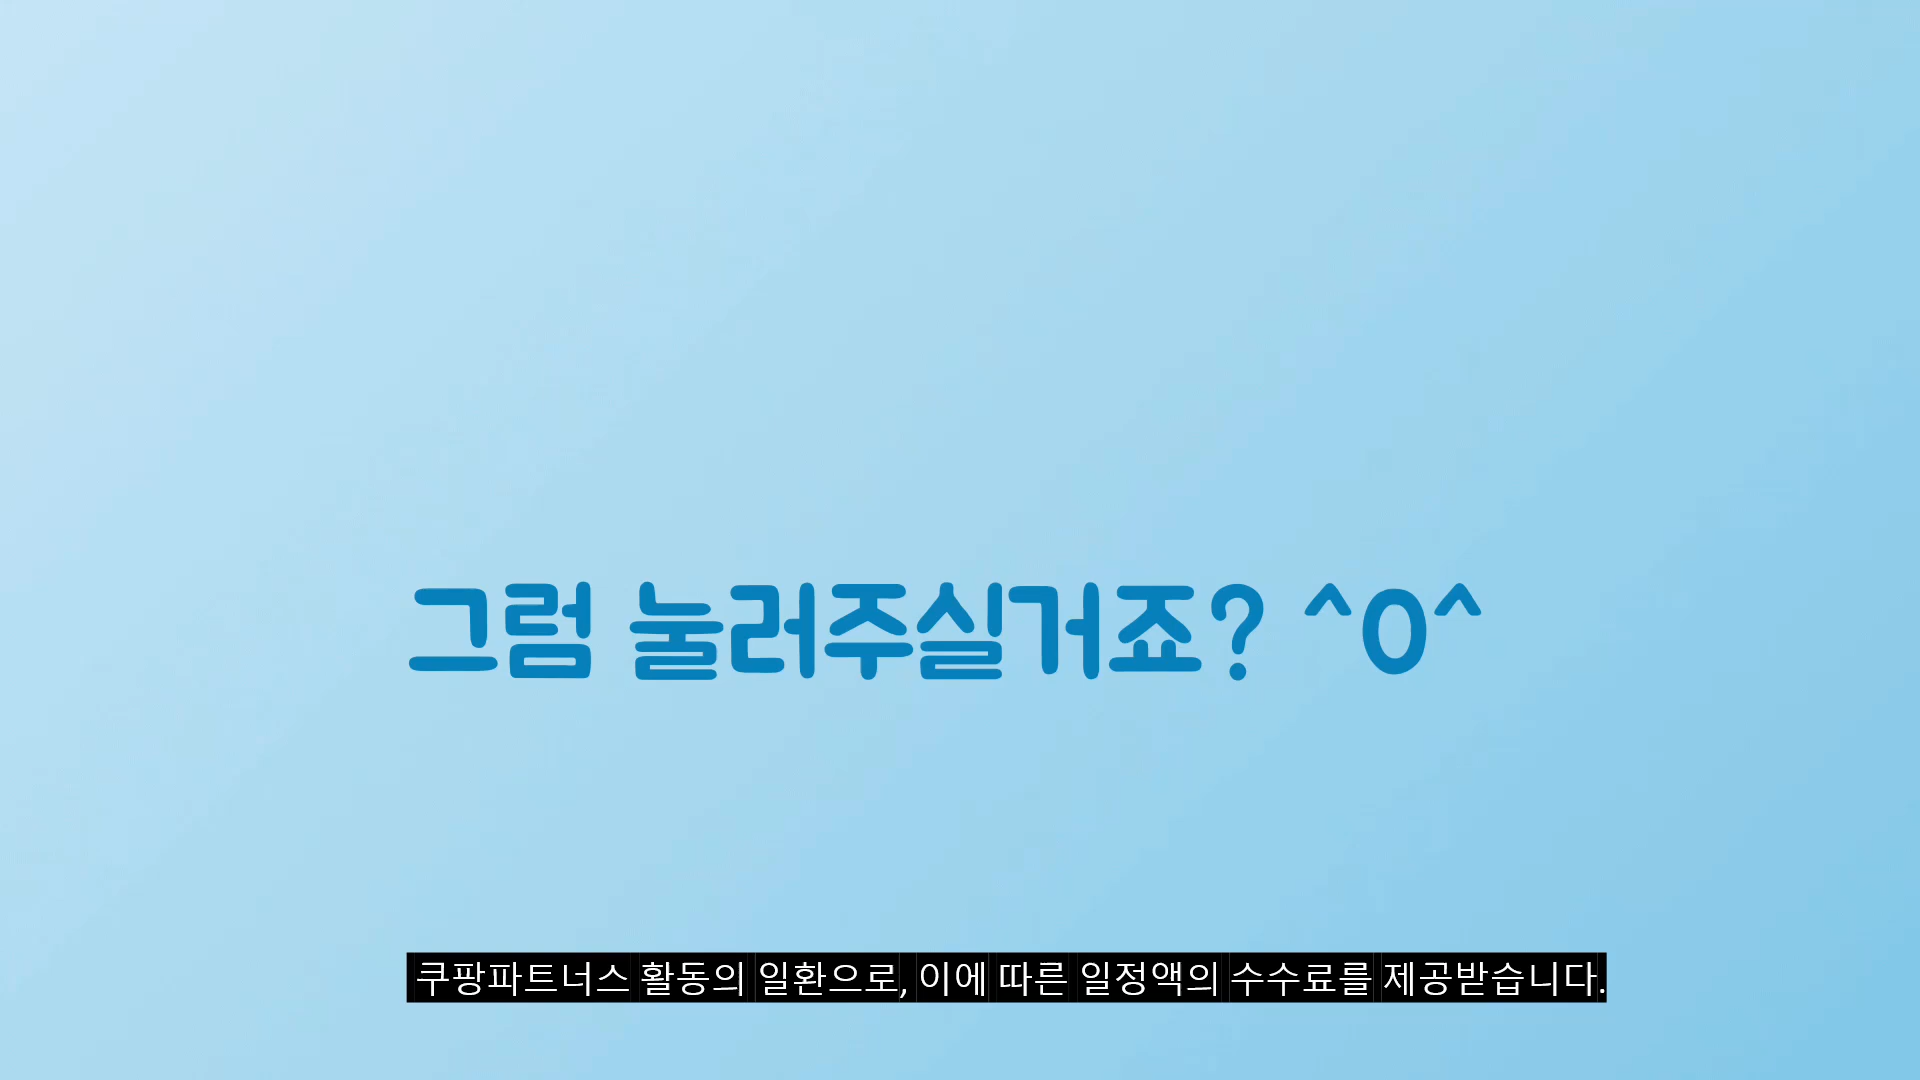 그럼 눌러주실거죠? ^0^
쿠팡파트너스 활동의 일환으로, 이에 따른 일정액의 수수료를 제공받습니다.